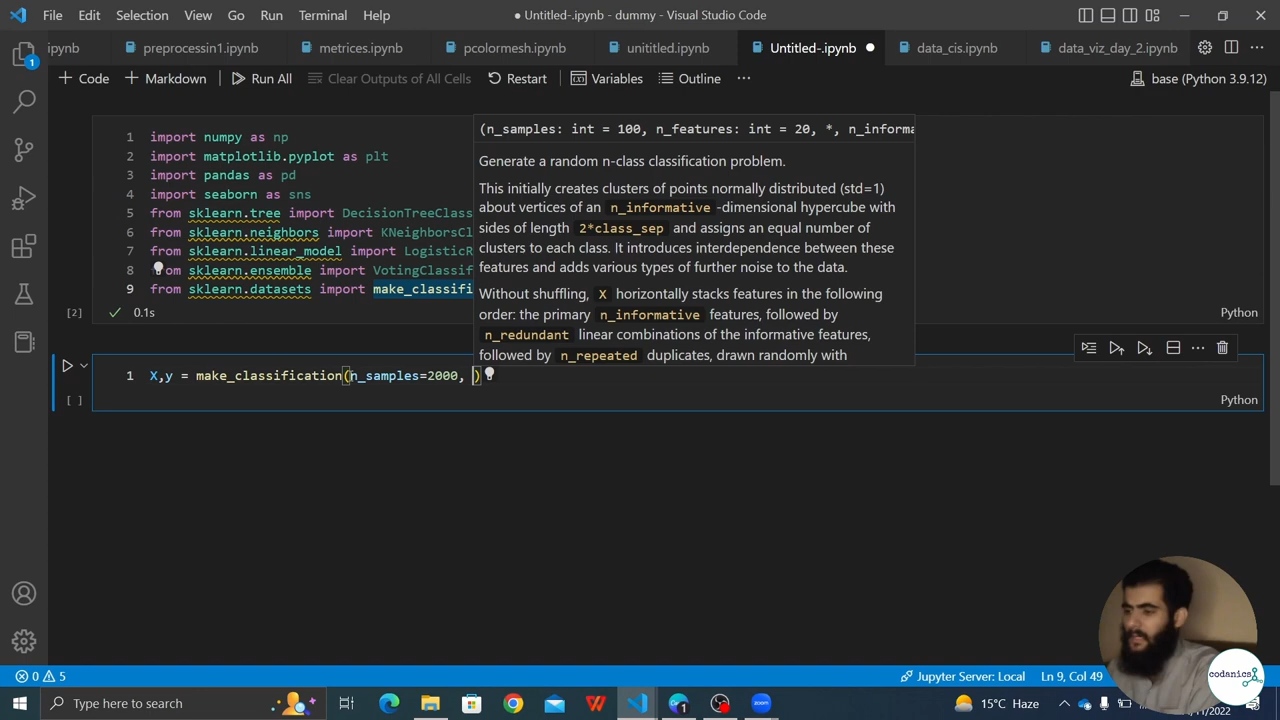 File Edit Selection View Go Run Terminal Help
● Untitled-.ipynb - dummy - Visual Studio Code
ipynb preprocessin1.ipynb metrices.ipynb pcolormesh.ipynb unititled.ipynb Untitled-.ipynb data_cis.ipynb data_viz_day_2.ipynb
1
+ Code + Markdown Run All Clear Outputs of All Cells Restart Variables Outline ··· base (Python 3.9.12)
1 import numpy as np
2 import matplotlib.pyplot as plt
3 import pandas as pd
4 import seaborn as sns
5 from sklearn.tree import DecisionTreeClass
6 from sklearn.neighbors import KNeighborsCl
7 from sklearn.linear_model import LogisticR
8 from sklearn.ensemble import VotingClassif
9 from sklearn.datasets import make_classifi
(n_samples: int = 100, n_features: int = 20, *, n_informa
Generate a random n-class classification problem.
This initially creates clusters of points normally distributed (std=1)
about vertices of an n_informative -dimensional hypercube with
sides of length 2*class_sep and assigns an equal number of
clusters to each class. It introduces interdependence between these
features and adds various types of further noise to the data.
Without shuffling, X horizontally stacks features in the following
order: the primary n_informative features, followed by
n_redundant linear combinations of the informative features,
followed by n_repeated duplicates, drawn randomly with
[2] ✓ 0.1s Python
1 X,y = make_classification(n_samples=2000, )
[ ] Python
codanics
0 5 Jupyter Server: Local Ln 9, Col 49
Type here to search 15°C Haze /11/2022